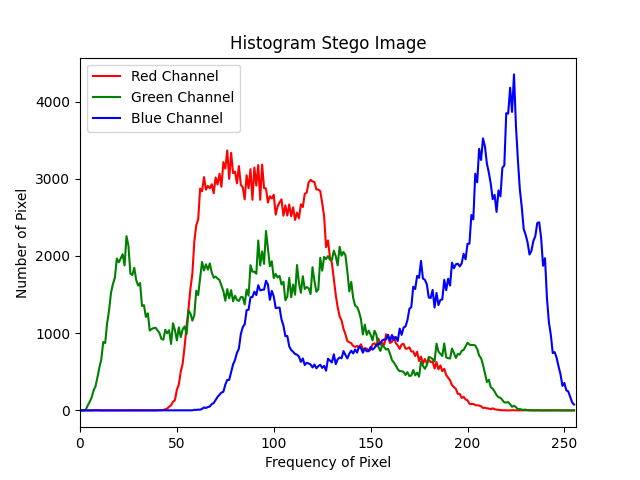 Histogram Stego Image
Red Channel
Green Channel
Blue Channel
Number of Pixel
4000
3000
2000
1000
0
0 50 100 150 200 250
Frequency of Pixel